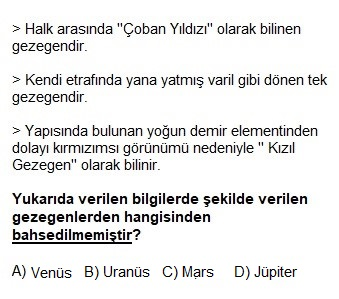 > Halk arasında "Çoban Yıldızı" olarak bilinen
gezegendir.
> Kendi etrafında yana yatmış varil gibi dönen tek
gezegendir.
> Yapısında bulunan yoğun demir elementinden
dolayı kırmızımsı görünümü nedeniyle " Kızıl
Gezegen" olarak bilinir.
Yukarıda verilen bilgilerde şekilde verilen
gezegenlerden hangisinden
bahsedilmemiştir?
A) Venüs B) Uranüs C) Mars D) Jüpiter